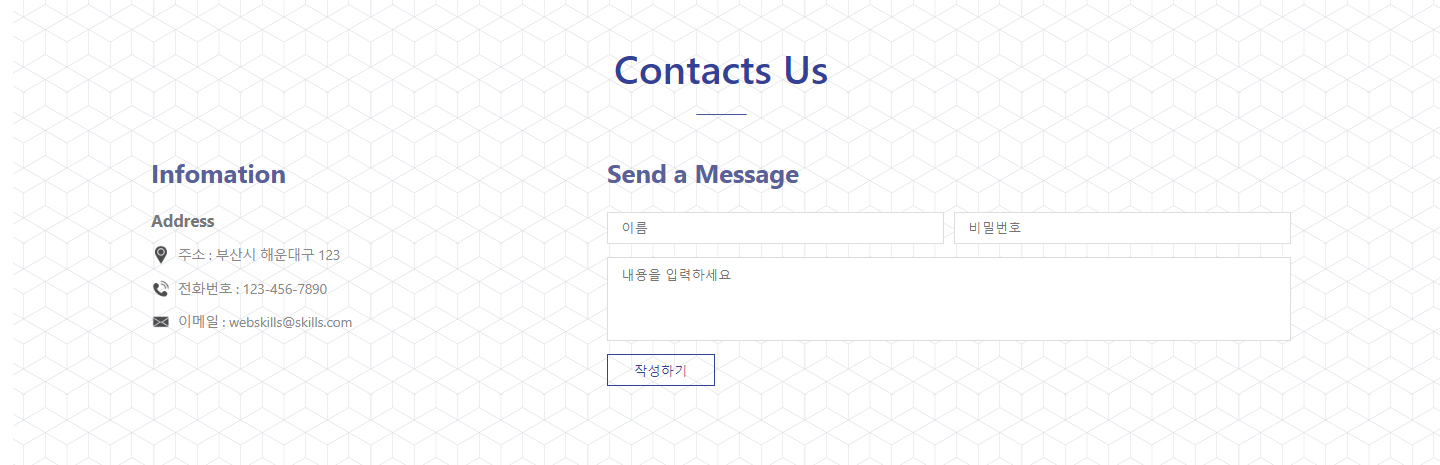 Contacts Us
Infomation
Address
주소 : 부산시 해운대구 123
전화번호 : 123-456-7890
이메일 : webskills@skills.com
Send a Message
이름
비밀번호
내용을 입력하세요
작성하기